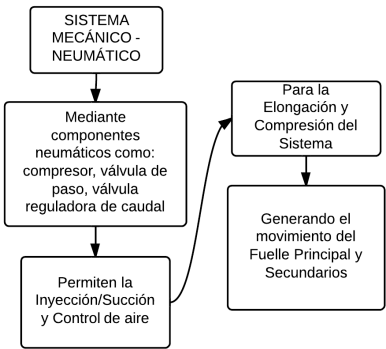 SISTEMA
MECÁNICO -
NEUMÁTICO
Mediante
componentes
neumáticos como:
compresor, válvula de
paso, válvula
reguladora de caudal
Permiten la
Inyección/Succión
y Control de aire
Para la
Elongación y
Compresión del
Sistema
Generando el
movimiento del
Fuelle Principal y
Secundarios